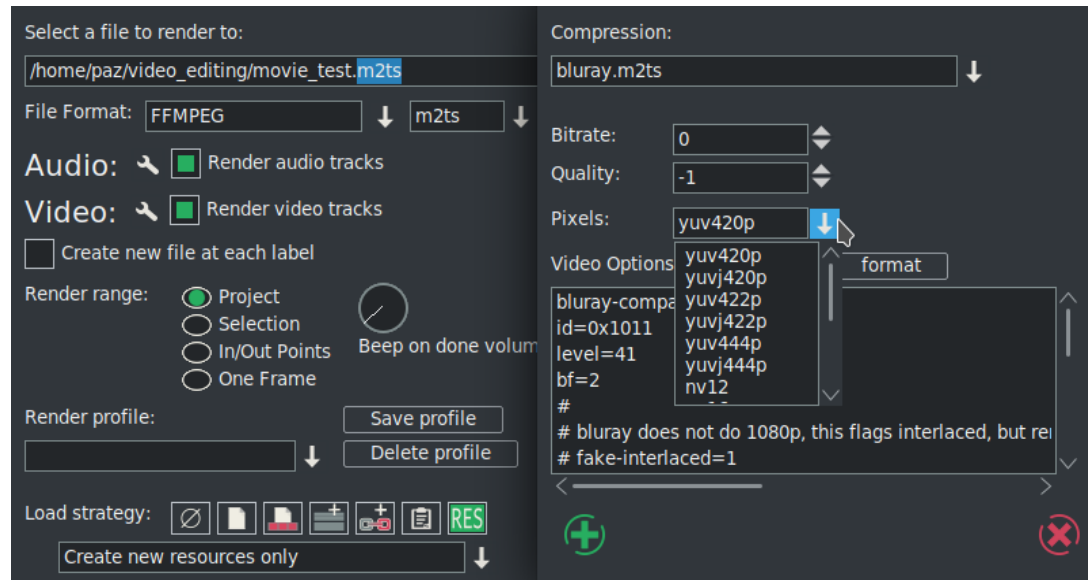 Select a file to render to:
/home/paz/video_editing/movie_test.m2ts
File Format: FFMPEG m2ts
Audio: Render audio tracks
Video: Render video tracks
Create new file at each label
Render range: Project
Selection
In/Out Points
One Frame
Beep on done volum
Render profile:
Save profile
Delete profile
Load strategy: RES
Create new resources only
Compression:
bluray.m2ts
Bitrate: 0
Quality: -1
Pixels: yuv420p
yuv420p
yuvj420p
yuv422p
yuvj422p
yuv444p
yuvj444p
nv12
Video Options format
bluray-compa
id=0x1011
level=41
bf=2
#
# bluray does not do 1080p, this flags interlaced, but
# fake-interlaced=1